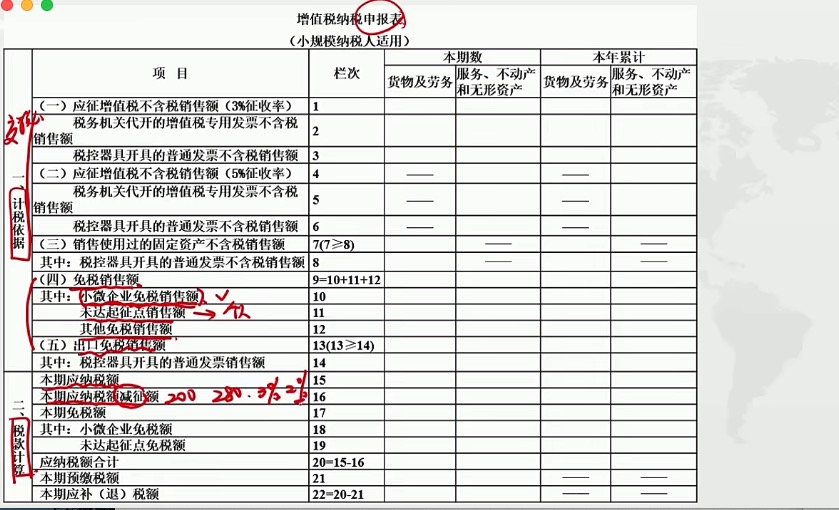 增值税纳税申报表
（小规模纳税人适用）
项 目 栏次 本期数 本年累计
货物及劳务 服务、不动产和无形资产 货物及劳务 服务、不动产和无形资产
一、计税依据
（一）应征增值税不含税销售额（3%征收率） 1
税务机关代开的增值税专用发票不含税
销售额 2
税控器具开具的普通发票不含税销售额 3
（二）应征增值税不含税销售额（5%征收率） 4 —— ——
税务机关代开的增值税专用发票不含税
销售额 5 —— ——
税控器具开具的普通发票不含税销售额 6 —— ——
（三）销售使用过的固定资产不含税销售额 7(7≥8) —— ——
其中：税控器具开具的普通发票不含税销售额 8 —— ——
（四）免税销售额 9=10+11+12
其中：小微企业免税销售额 10
未达起征点销售额 → 个人 11
其他免税销售额 12
（五）出口免税销售额 13(13≥14)
其中：税控器具开具的普通发票销售额 14
二、税款计算
本期应纳税额 15
本期应纳税额减征额 200 280. 3% 2% 16
本期免税额 17
其中：小微企业免税额 18
未达起征点免税额 19
应纳税额合计 20=15-16
本期预缴税额 21 —— ——
本期应补（退）税额 22=20-21 —— ——